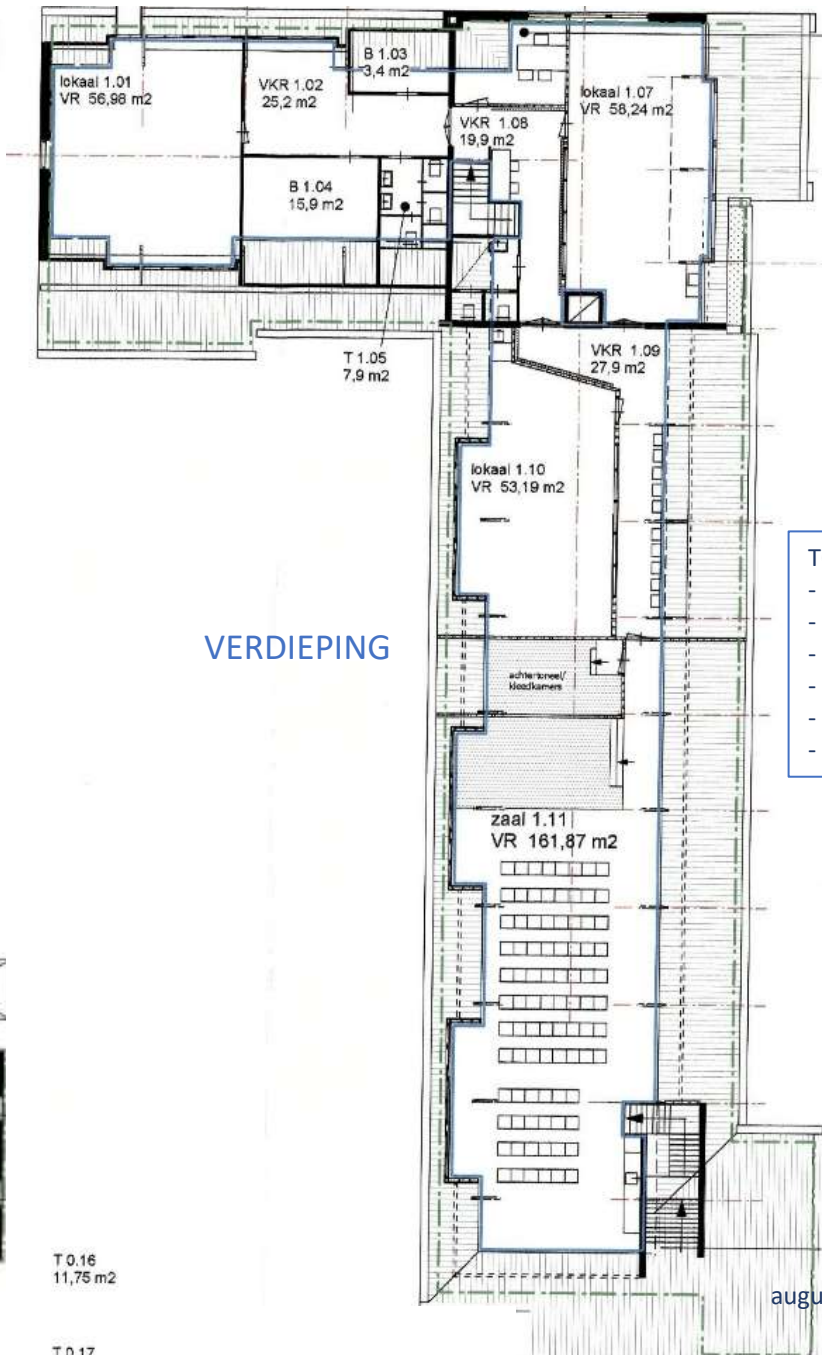 B 1.03
3,4 m2
lokaal 1.01
VR 56,98 m2
VKR 1.02
25,2 m2
lokaal 1.07
VR 58,24 m2
VKR 1.08
19,9 m2
B 1.04
15,9 m2
T 1.05
7,9 m2
VKR 1.09
27,9 m2
lokaal 1.10
VR 53,19 m2
T
-
-
-
-
-
-
VERDIEPING
achtertoneel/
kleedkamers
zaal 1.11
VR 161,87 m2
T 0.16
11,75 m2
augu
T 0.17